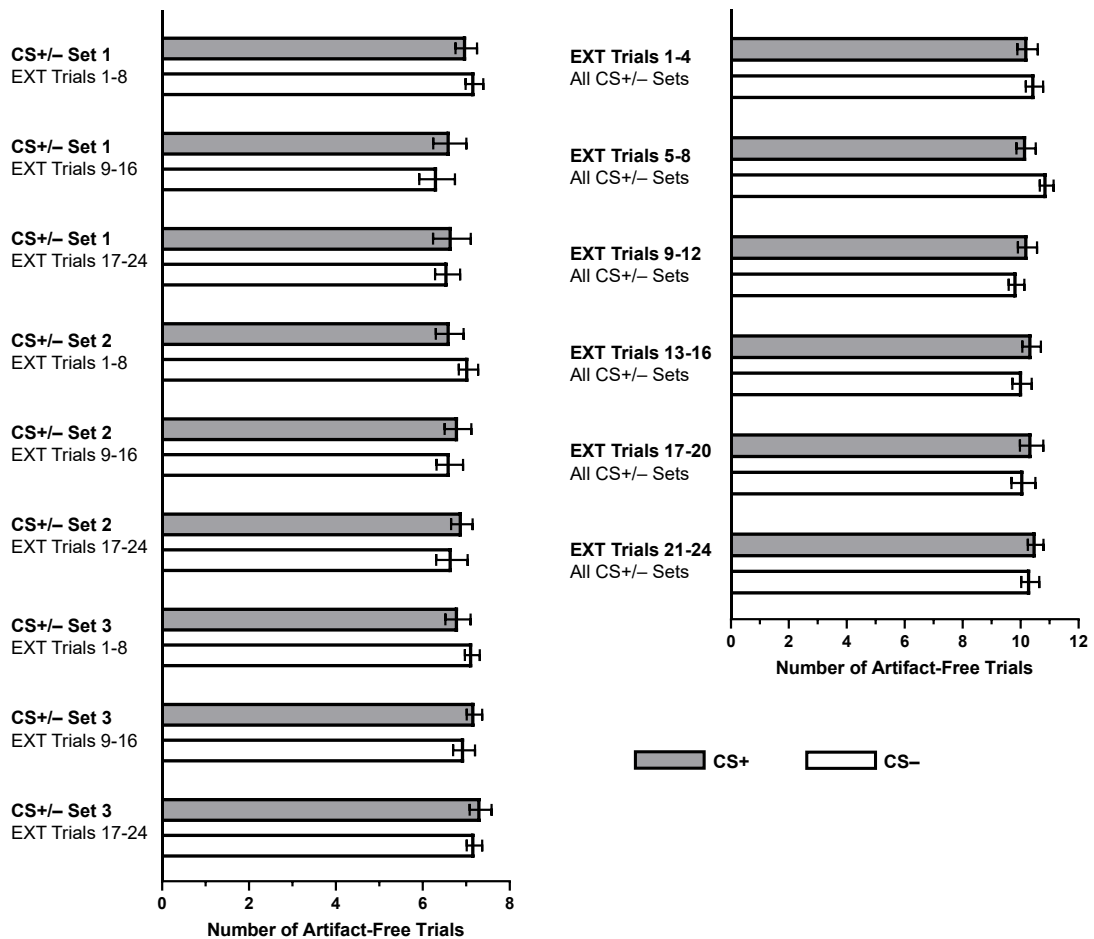 CS+/– Set 1
EXT Trials 1-8
CS+/– Set 1
EXT Trials 9-16
CS+/– Set 1
EXT Trials 17-24
CS+/– Set 2
EXT Trials 1-8
CS+/– Set 2
EXT Trials 9-16
CS+/– Set 2
EXT Trials 17-24
CS+/– Set 3
EXT Trials 1-8
CS+/– Set 3
EXT Trials 9-16
CS+/– Set 3
EXT Trials 17-24
0 2 4 6 8
Number of Artifact-Free Trials
EXT Trials 1-4
All CS+/– Sets
EXT Trials 5-8
All CS+/– Sets
EXT Trials 9-12
All CS+/– Sets
EXT Trials 13-16
All CS+/– Sets
EXT Trials 17-20
All CS+/– Sets
EXT Trials 21-24
All CS+/– Sets
0 2 4 6 8 10 12
Number of Artifact-Free Trials
CS+ CS–